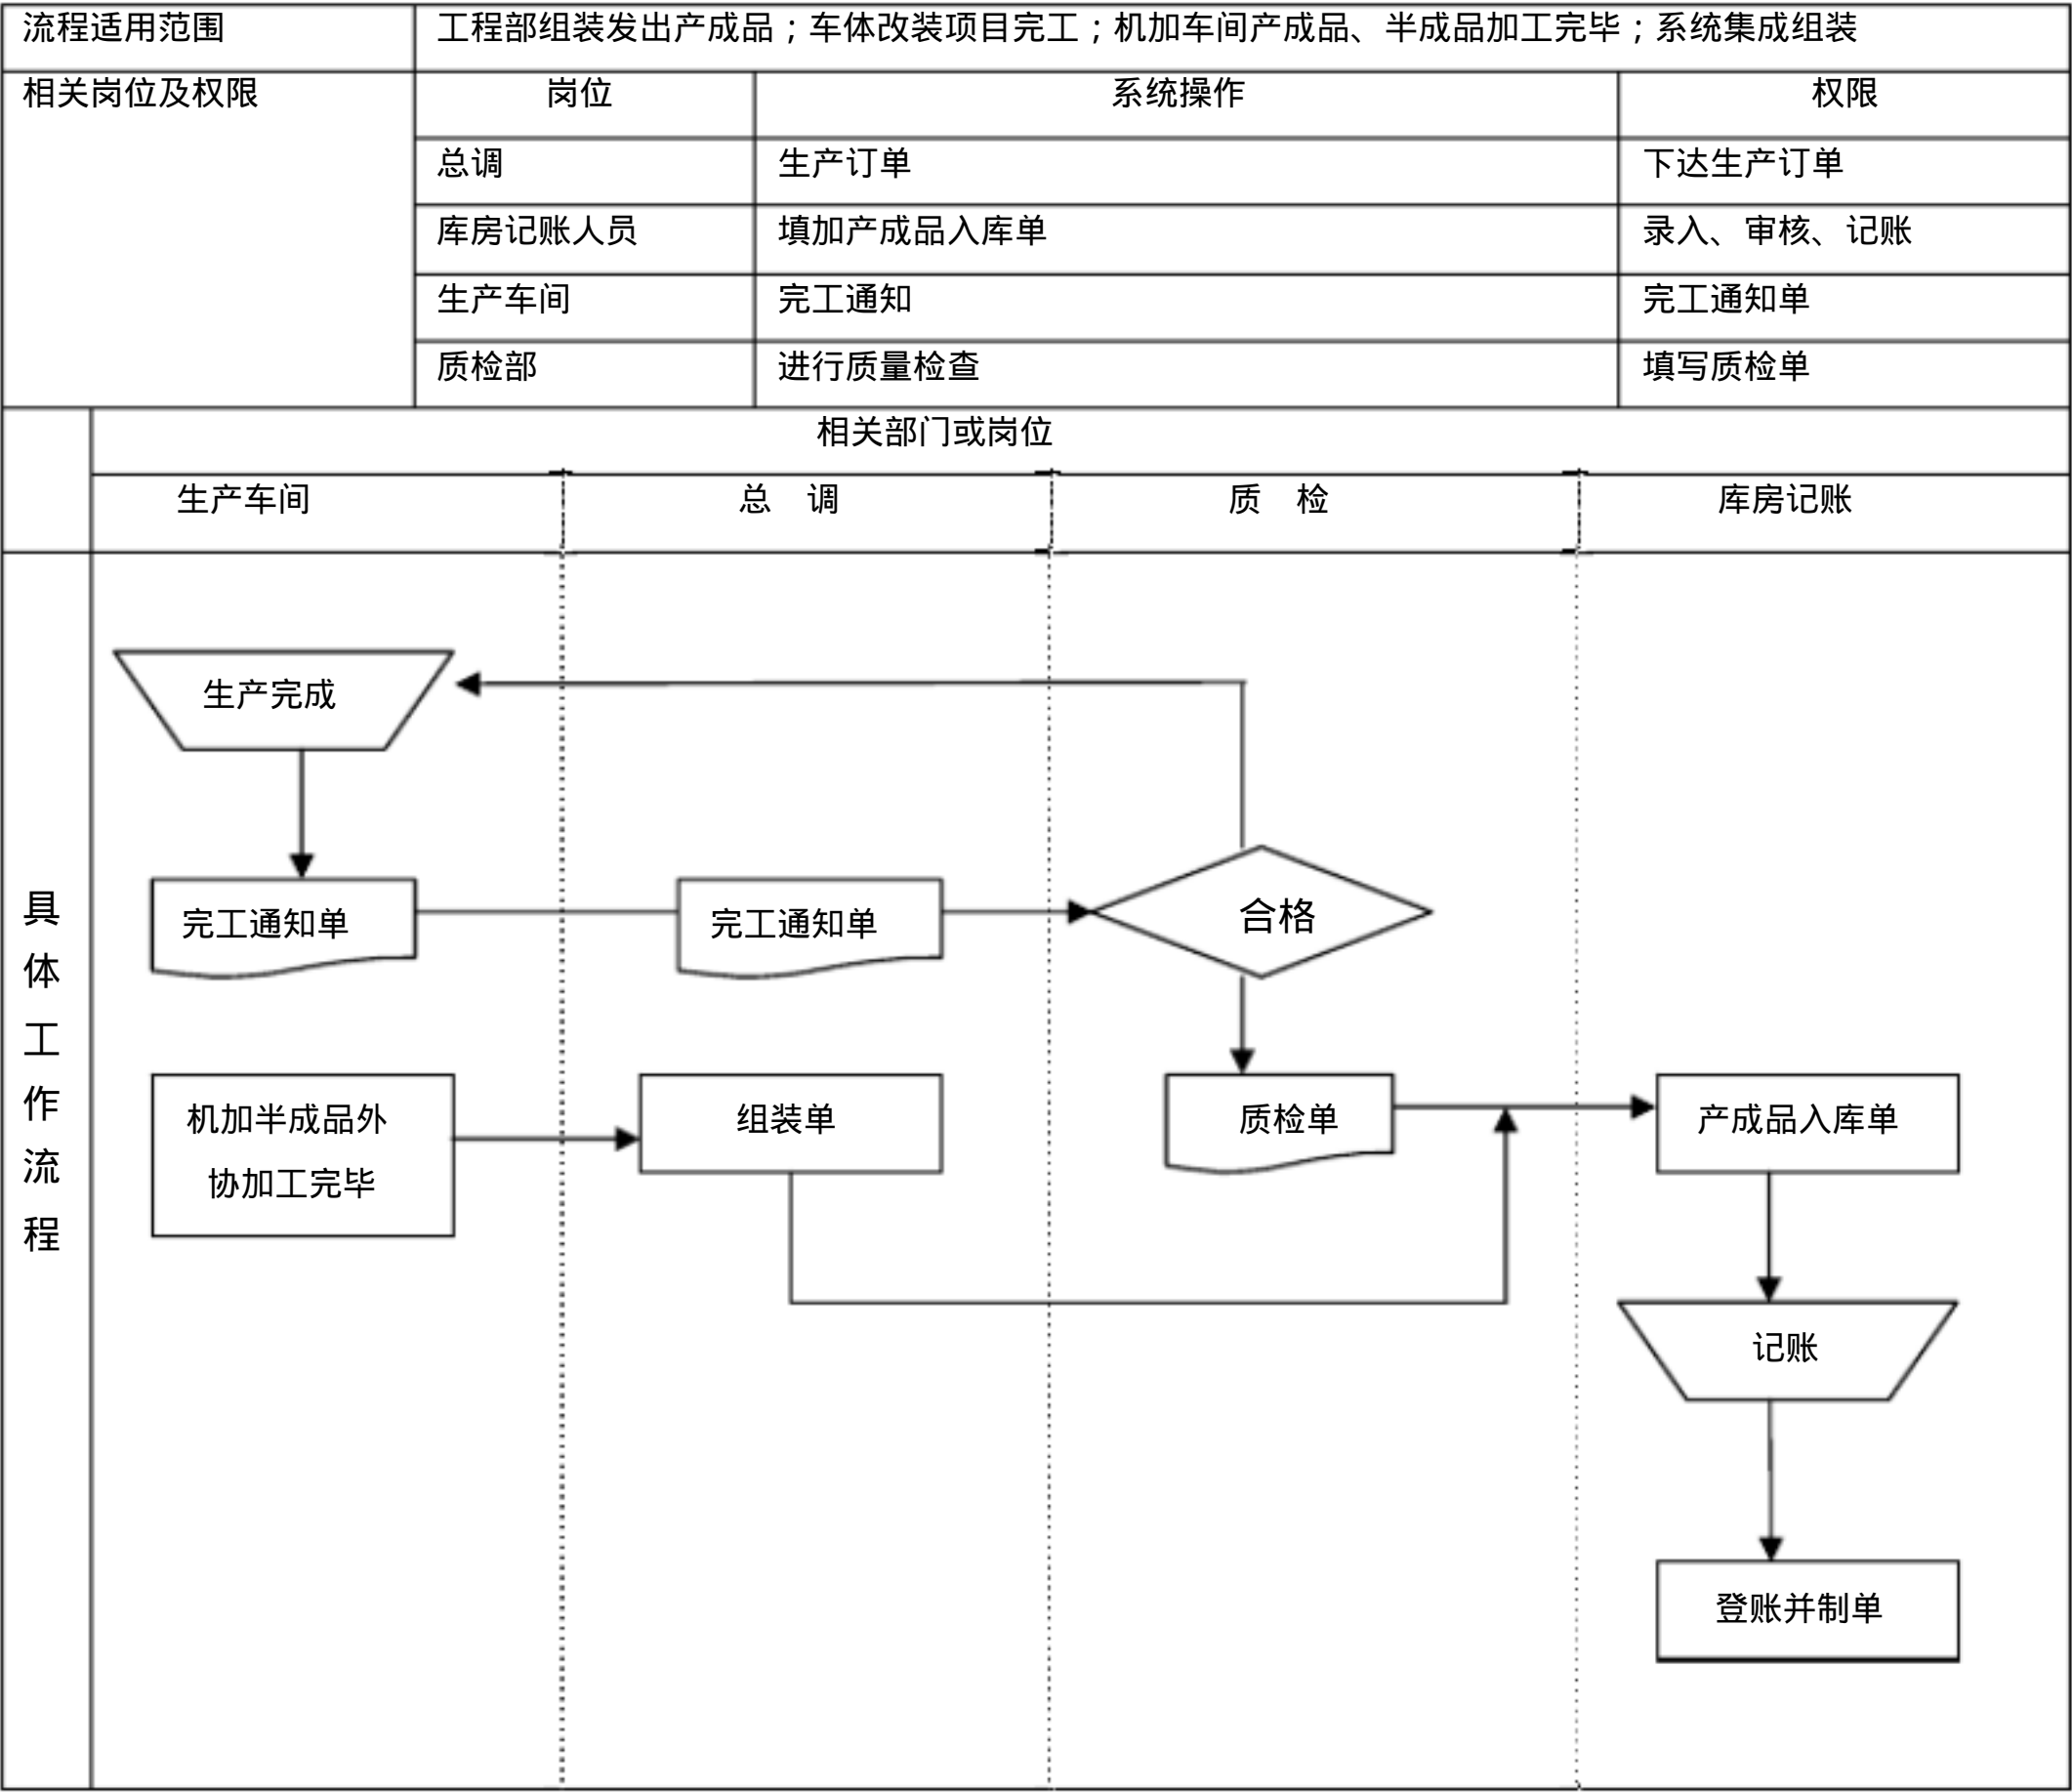 流程适用范围
工程部组装发出产成品；车体改装项目完工；机加车间产成品、半成品加工完毕；系统集成组装
相关岗位及权限
岗位
系统操作
权限
总调
生产订单
下达生产订单
库房记账人员
填加产成品入库单
录入、审核、记账
生产车间
完工通知
完工通知单
质检部
进行质量检查
填写质检单
相关部门或岗位
生产车间
总 调
质 检
库房记账
具体工作流程
生产完成
完工通知单
完工通知单
合格
机加半成品外
协加工完毕
组装单
质检单
产成品入库单
记账
登账并制单